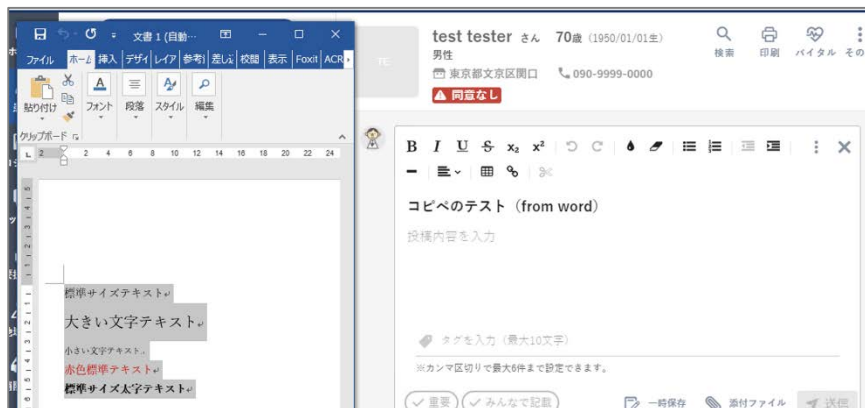 文書 1 (自動
ファイル ホーム 挿入 デザイ レイア 参考 差し込 校閲 表示 Foxit ACR
貼り付け フォント 段落 スタイル 編集
クリップボード
2 2 4 6 8 10 12 14 16 18 20 22 24
標準サイズテキスト
大きい文字テキスト
小さい文字テキスト
赤色標準テキスト
標準サイズ太字テキスト
TE
test tester さん 70歳 (1950/01/01生)
男性
東京都文京区関口 090-9999-0000
同意なし
検索 印刷 バイタル その
B I U S x₂ x²
コピペのテスト（from word）
投稿内容を入力
タグを入力（最大10文字）
※カンマ区切りで最大6件まで設定できます。
重要 みんなで記載 一時保存 添付ファイル 送信